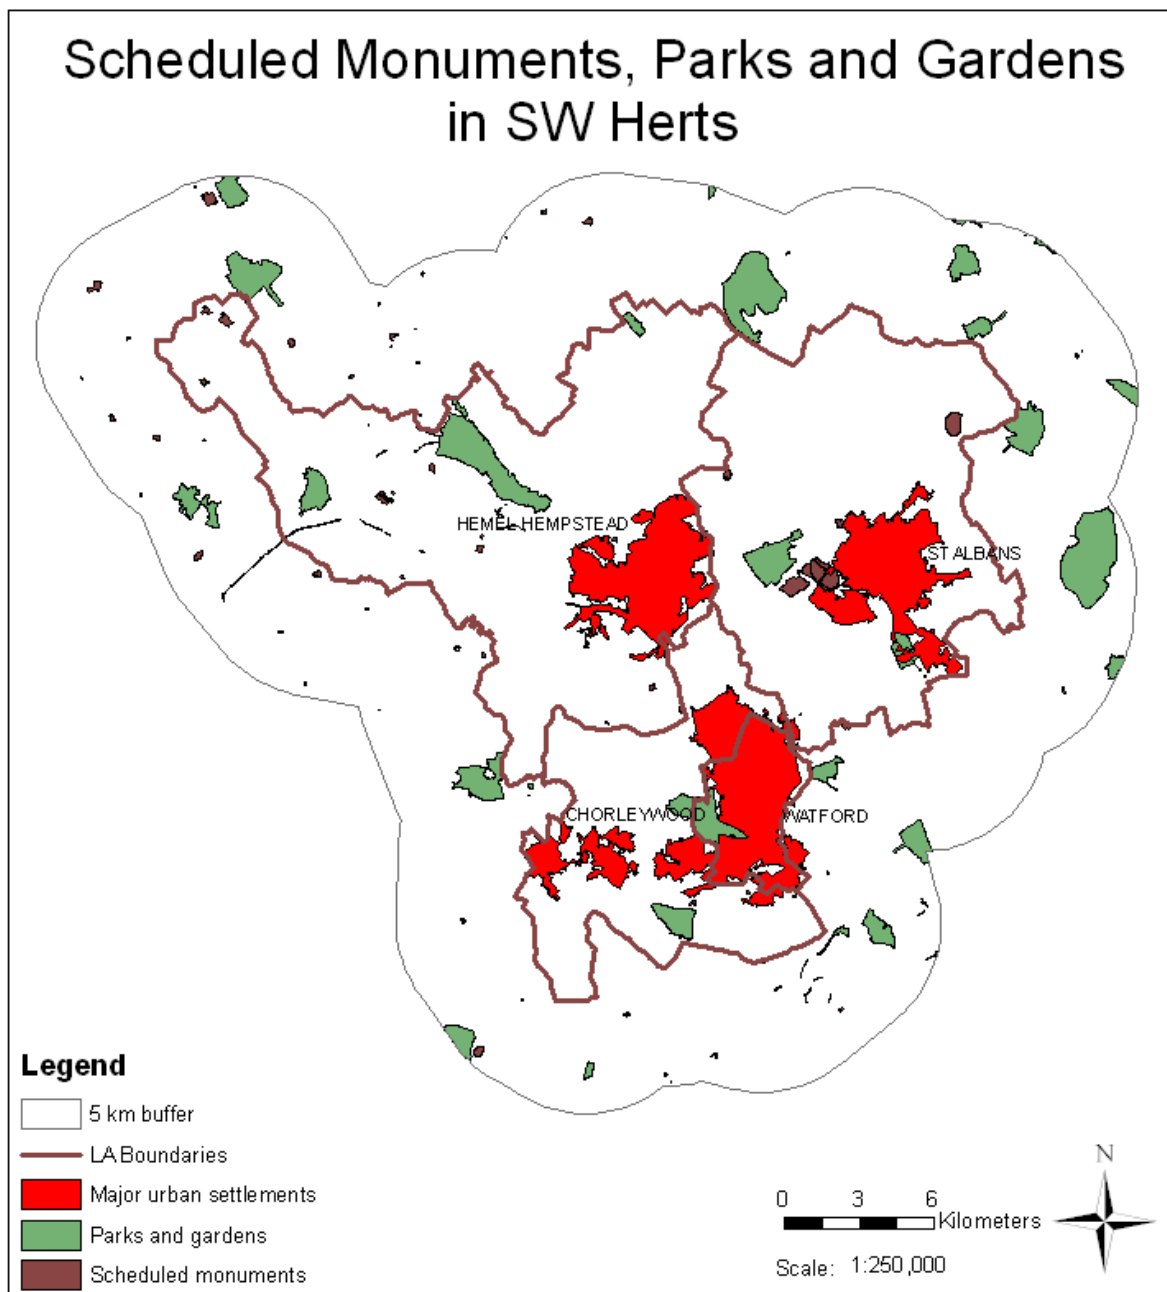 Scheduled Monuments, Parks and Gardens
in SW Herts
HEMEL HEMPSTEAD
ST ALBANS
CHORLEYWOOD
WATFORD
Legend
5 km buffer
LA Boundaries
Major urban settlements
Parks and gardens
Scheduled monuments
N
0 3 6
Kilometers
Scale: 1:250,000